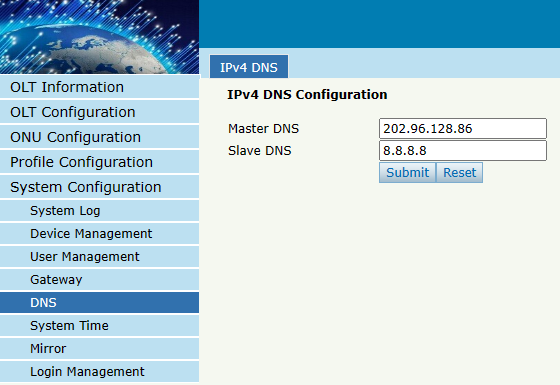 IPv4 DNS
OLT Information
OLT Configuration
ONU Configuration
Profile Configuration
System Configuration
System Log
Device Management
User Management
Gateway
DNS
System Time
Mirror
Login Management
IPv4 DNS Configuration
Master DNS 202.96.128.86
Slave DNS 8.8.8.8
Submit Reset